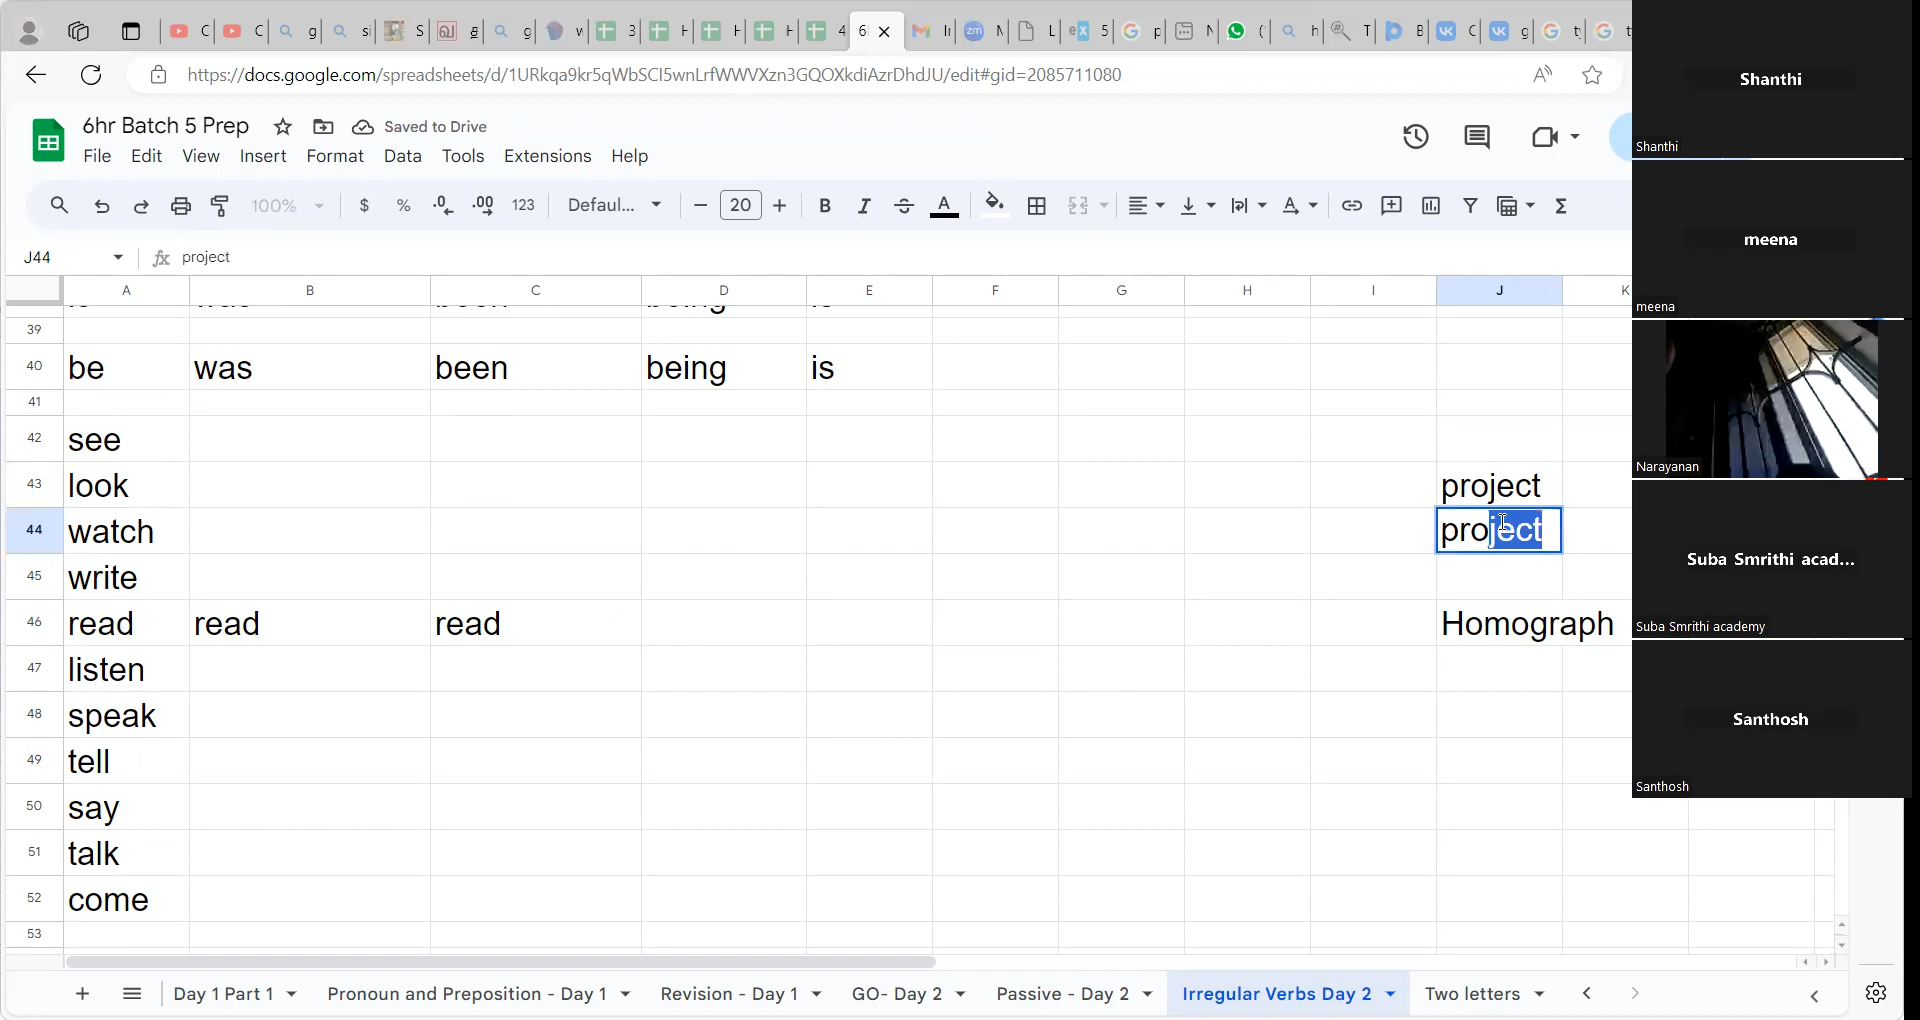 https://docs.google.com/spreadsheets/d/1URkqa9kr5qWbSCI5wnLrfWWVXzn3GQOXkdiAzrDhdJU/edit#gid=2085711080
6hr Batch 5 Prep
Saved to Drive
File Edit View Insert Format Data Tools Extensions Help
100% $ % .0 .00 123 Defaul... 20 B I A
J44 fx project
A B C D E F G H I J K
39
40 be was been being is
41
42 see
43 look project
44 watch project
45 write
46 read read read Homograph
47 listen
48 speak
49 tell
50 say
51 talk
52 come
53
Day 1 Part 1 Pronoun and Preposition - Day 1 Revision - Day 1 GO- Day 2 Passive - Day 2 Irregular Verbs Day 2 Two letters
Shanthi
Shanthi
meena
meena
Narayanan
Suba Smrithi acad...
Suba Smrithi academy
Santhosh
Santhosh